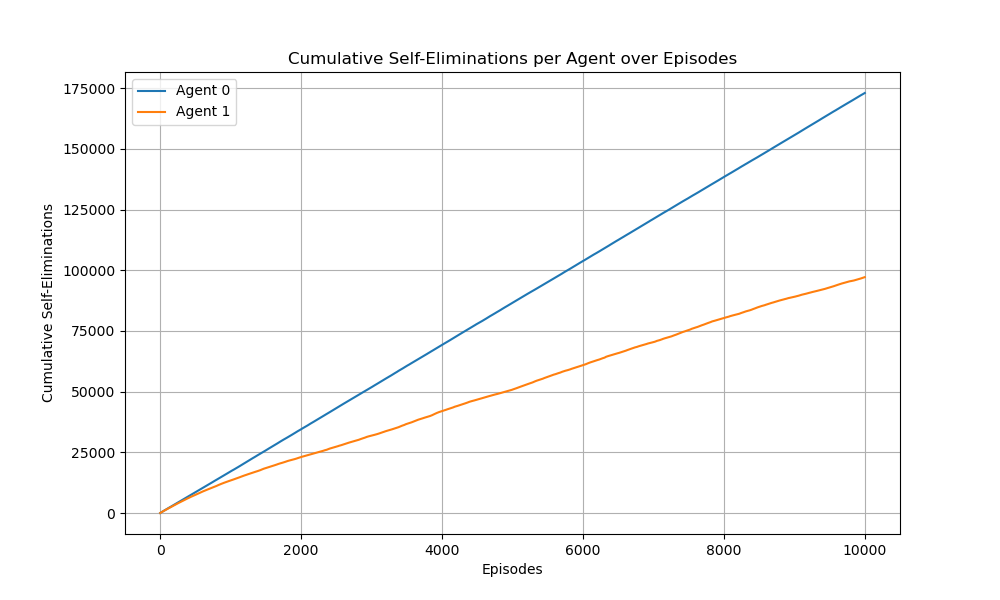 Cumulative Self-Eliminations per Agent over Episodes
Agent 0
Agent 1
175000
150000
125000
100000
75000
50000
25000
0
Cumulative Self-Eliminations
0 2000 4000 6000 8000 10000
Episodes